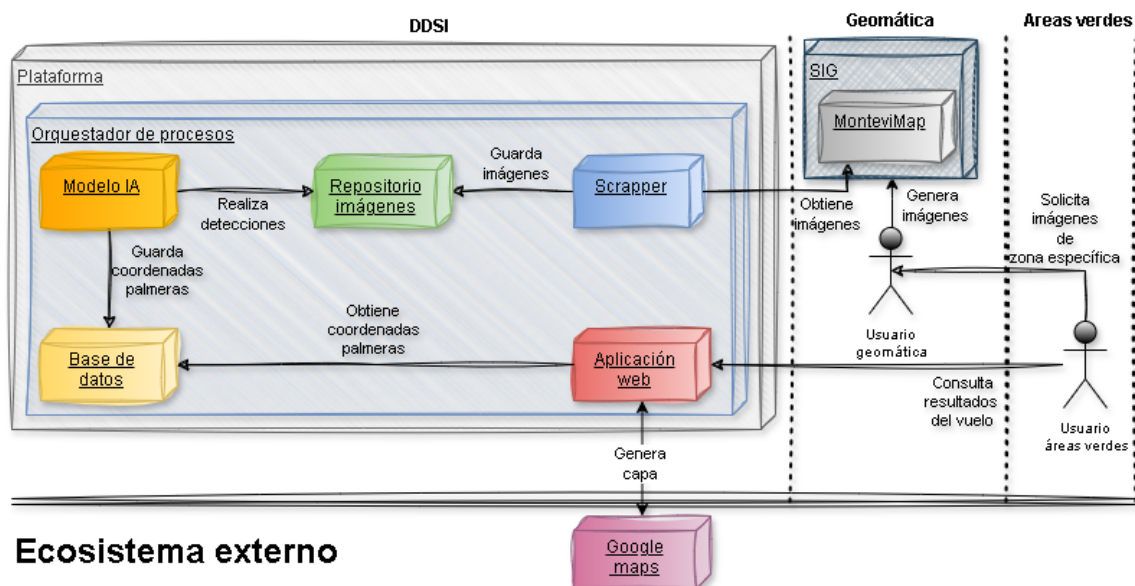 DDSI
Geomática
Areas verdes
Plataforma
SIG
MonteviMap
Orquestador de procesos
Modelo IA
Realiza
detecciones
Repositorio
imágenes
Guarda
imágenes
Scrapper
Obtiene
imágenes
Genera
imágenes
Solicita
imágenes
de
zona específica
Guarda
coordenadas
palmeras
Usuario
geomática
Base de
datos
Obtiene
coordenadas
palmeras
Aplicación
web
Consulta
resultados
del vuelo
Usuario
áreas verdes
Genera
capa
Ecosistema externo
Google
maps